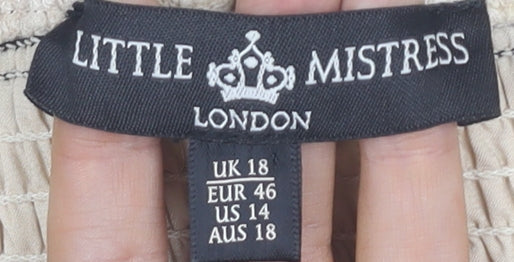 LITTLE MISTRESS
LONDON
UK 18
EUR 46
US 14
AUS 18